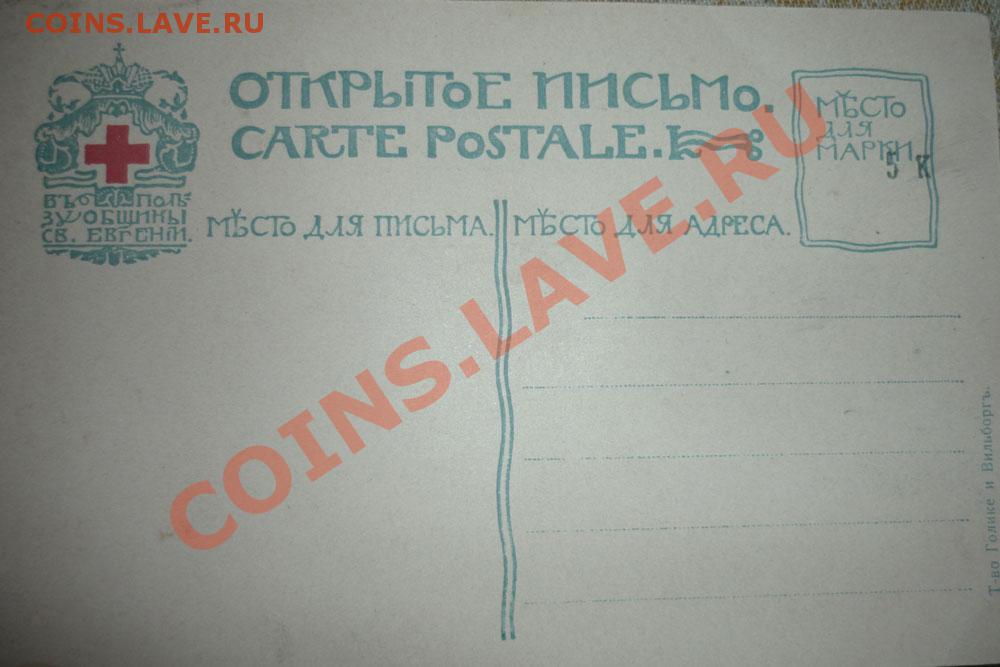 COINS.LAVE.RU
ОТКРЫТОЕ ПИСЬМО.
CARTE POSTALE.
МѢСТО
ДЛЯ
МАРКИ.
5 К
ВЪ ПОЛЬ-
ЗУ ОБЩИНЫ
СВ. ЕВГЕНІИ.
МѢСТО ДЛЯ ПИСЬМА.
МѢСТО ДЛЯ АДРЕСА.
COINS.LAVE.RU
Т-во Голике и Вильборгъ.